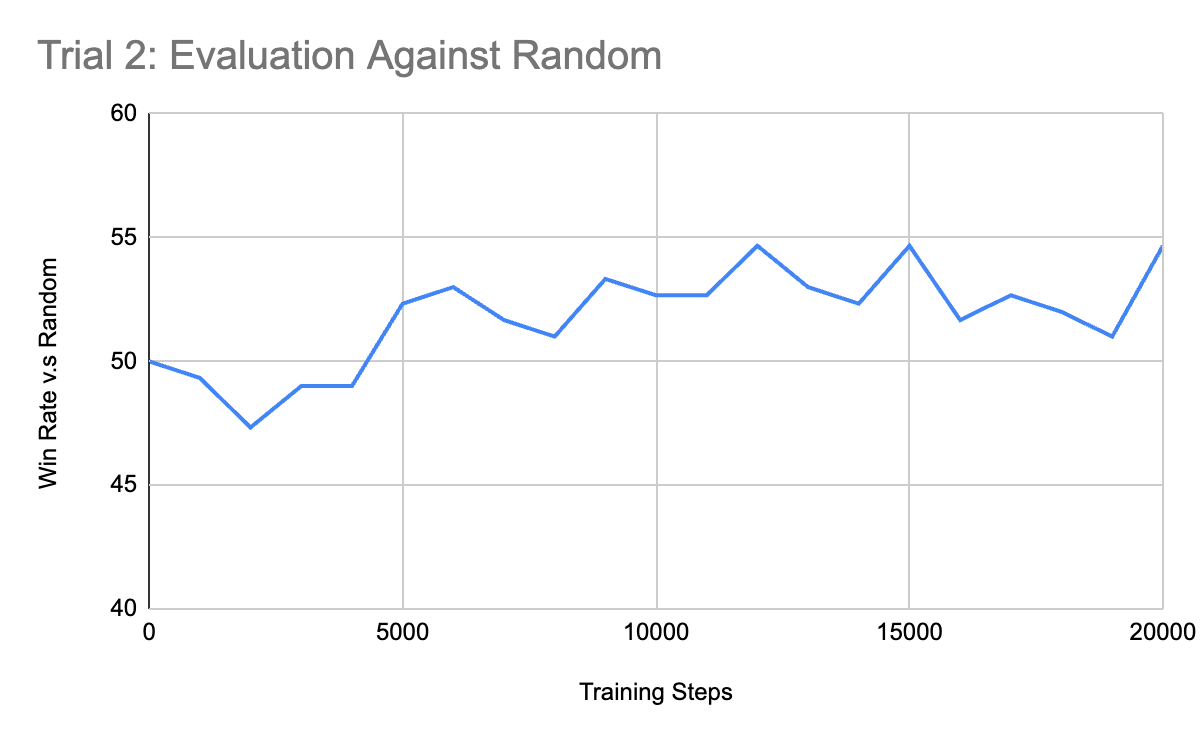 Trial 2: Evaluation Against Random
60
55
50
45
40
Win Rate v.s Random
0 5000 10000 15000 20000
Training Steps